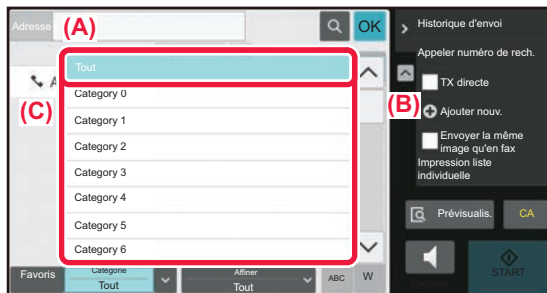 Adresse
(A)
OK
Tout
A
(C)
Category 0
Category 1
Category 2
Category 3
Category 4
Category 5
Category 6
Favoris
Catégorie
Tout
Affiner
Tout
ABC
W
Historique d'envoi
Appeler numéro de rech.
TX directe
(B)
Ajouter nouv.
Envoyer la même
image qu'en fax
Impression liste
individuelle
Prévisualis.
CA
START